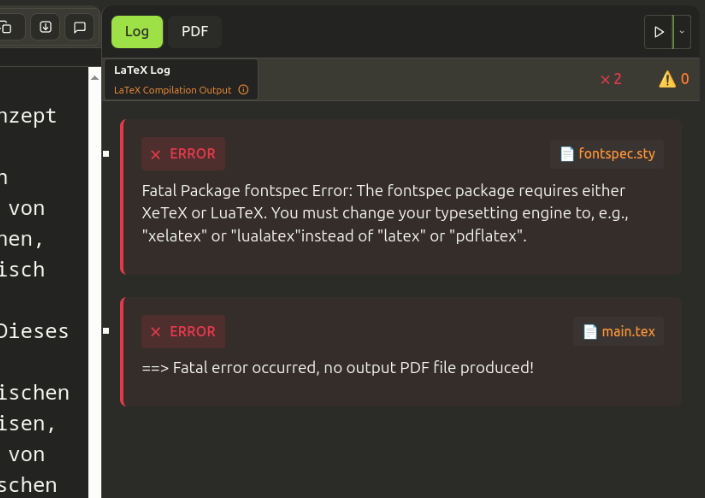 Log
PDF
LaTeX Log
LaTeX Compilation Output
× 2
⚠️ 0
nzept
n
von
hen,
isch
Dieses
ischen
isen,
von
schen
× ERROR
fontspec.sty
Fatal Package fontspec Error: The fontspec package requires either
XeTeX or LuaTeX. You must change your typesetting engine to, e.g.,
"xelatex" or "lualatex"instead of "latex" or "pdflatex".
× ERROR
main.tex
==> Fatal error occurred, no output PDF file produced!